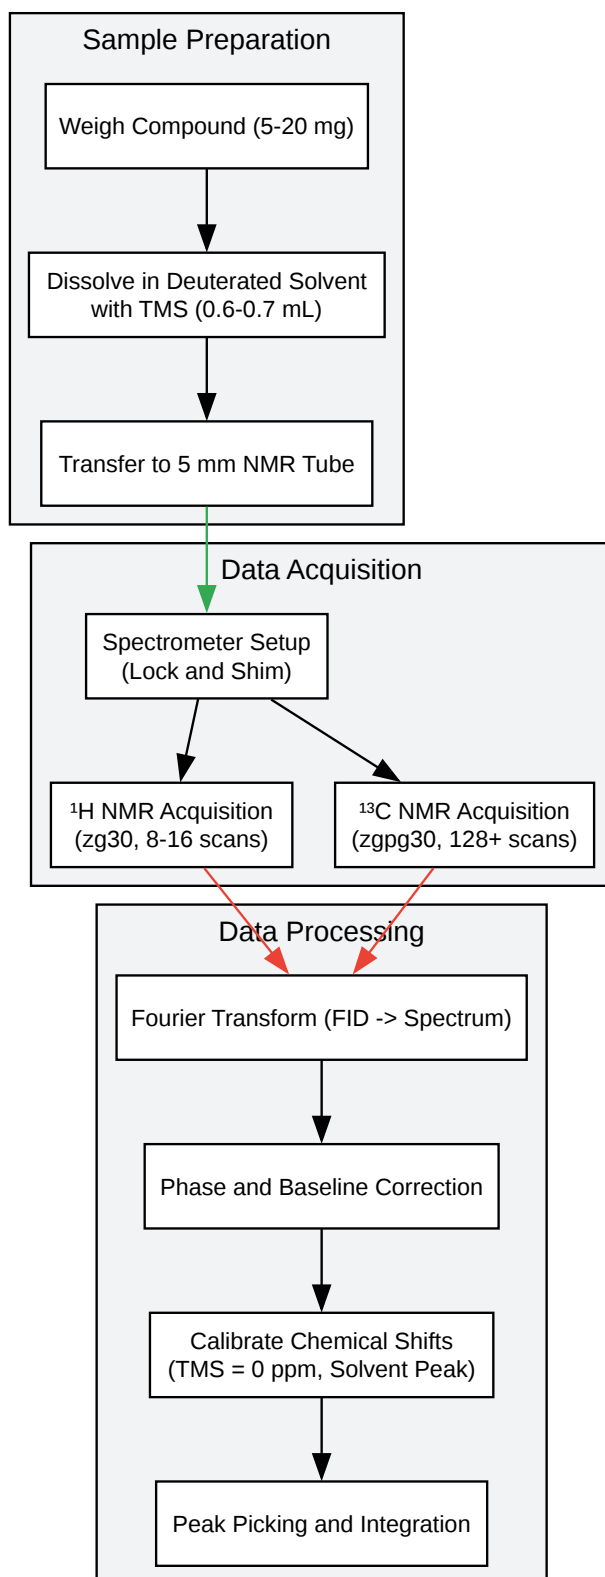 Sample Preparation
Weigh Compound (5-20 mg)
Dissolve in Deuterated Solvent
with TMS (0.6-0.7 mL)
Transfer to 5 mm NMR Tube
Data Acquisition
Spectrometer Setup
(Lock and Shim)
¹H NMR Acquisition
(zg30, 8-16 scans)
¹³C NMR Acquisition
(zgpg30, 128+ scans)
Data Processing
Fourier Transform (FID -> Spectrum)
Phase and Baseline Correction
Calibrate Chemical Shifts
(TMS = 0 ppm, Solvent Peak)
Peak Picking and Integration